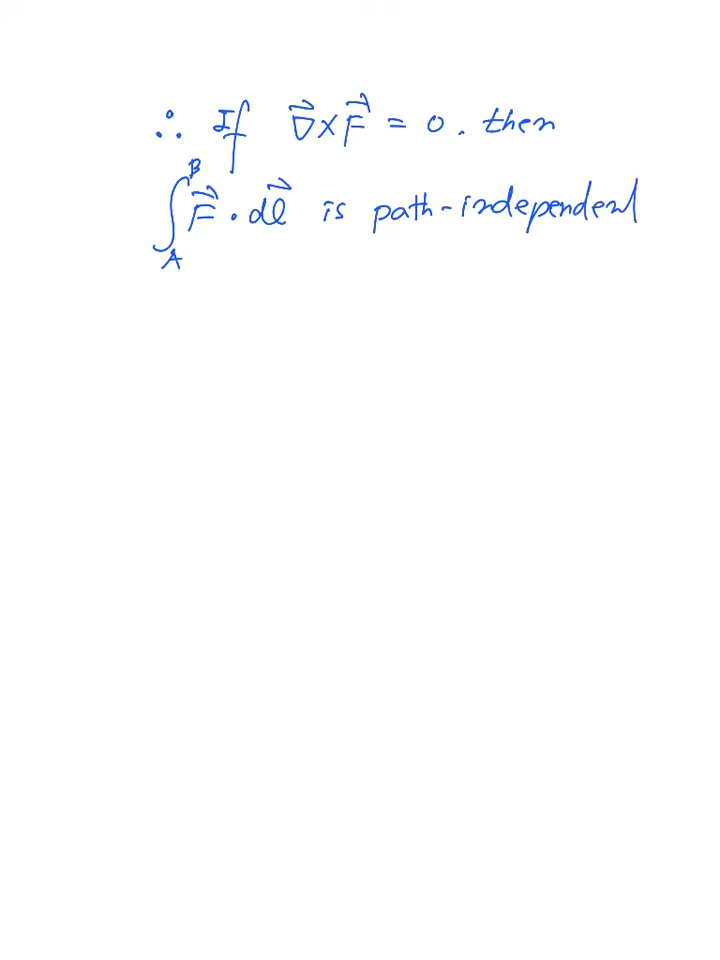 ∴ If ∇⃗×F⃗ = 0, then
∫_A^B F⃗ · dl⃗ is path-independent